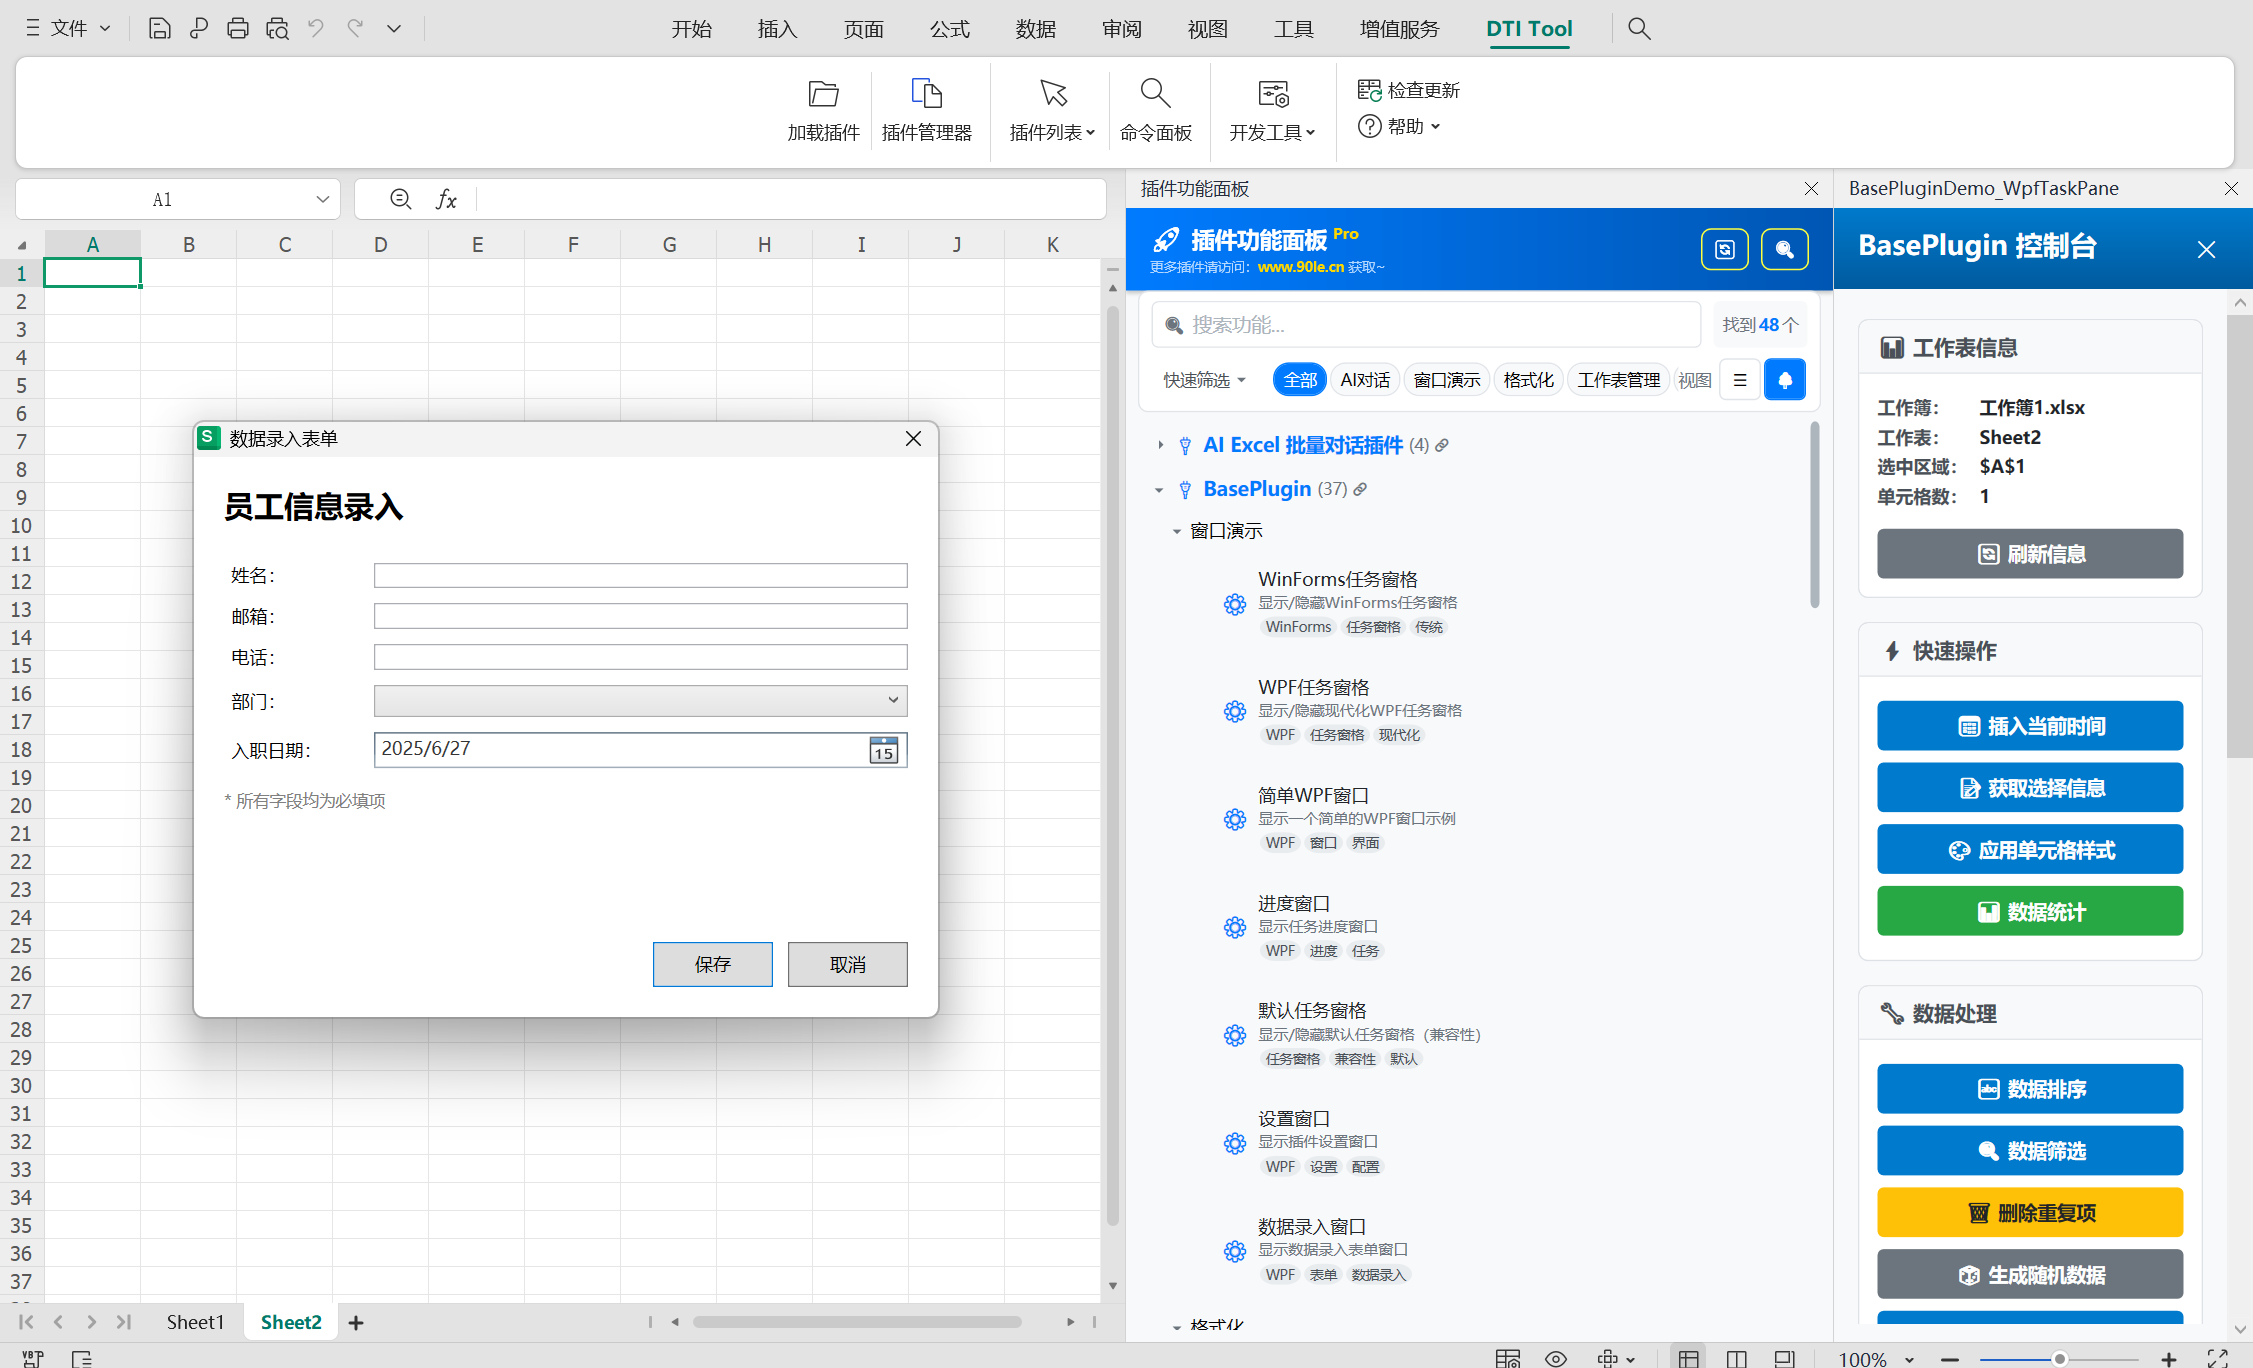 文件
开始
插入
页面
公式
数据
审阅
视图
工具
增值服务
DTI Tool
加载插件
插件管理器
插件列表
命令面板
开发工具
检查更新
帮助
A1
fx
A B C D E F G H I J K
1
2
3
4
5
6
7
8
9
10
11
12
13
14
15
16
17
18
19
20
21
22
23
24
25
26
27
28
29
30
31
32
33
34
35
36
37
数据录入表单
员工信息录入
姓名:
邮箱:
电话:
部门:
入职日期:
2025/6/27
15
* 所有字段均为必填项
保存
取消
Sheet1
Sheet2
插件功能面板
插件功能面板 Pro
更多插件请访问: www.90le.cn 获取~
搜索功能...
找到 48 个
快速筛选
全部
AI对话
窗口演示
格式化
工作表管理
视图
AI Excel 批量对话插件 (4)
BasePlugin (37)
窗口演示
WinForms任务窗格
显示/隐藏WinForms任务窗格
WinForms 任务窗格 传统
WPF任务窗格
显示/隐藏现代化WPF任务窗格
WPF 任务窗格 现代化
简单WPF窗口
显示一个简单的WPF窗口示例
WPF 窗口 界面
进度窗口
显示任务进度窗口
WPF 进度 任务
默认任务窗格
显示/隐藏默认任务窗格（兼容性）
任务窗格 兼容性 默认
设置窗口
显示插件设置窗口
WPF 设置 配置
数据录入窗口
显示数据录入表单窗口
WPF 表单 数据录入
格式化
BasePluginDemo_WpfTaskPane
BasePlugin 控制台
工作表信息
工作簿: 工作簿1.xlsx
工作表: Sheet2
选中区域: $A$1
单元格数: 1
刷新信息
快速操作
插入当前时间
获取选择信息
应用单元格样式
数据统计
数据处理
数据排序
数据筛选
删除重复项
生成随机数据
100%